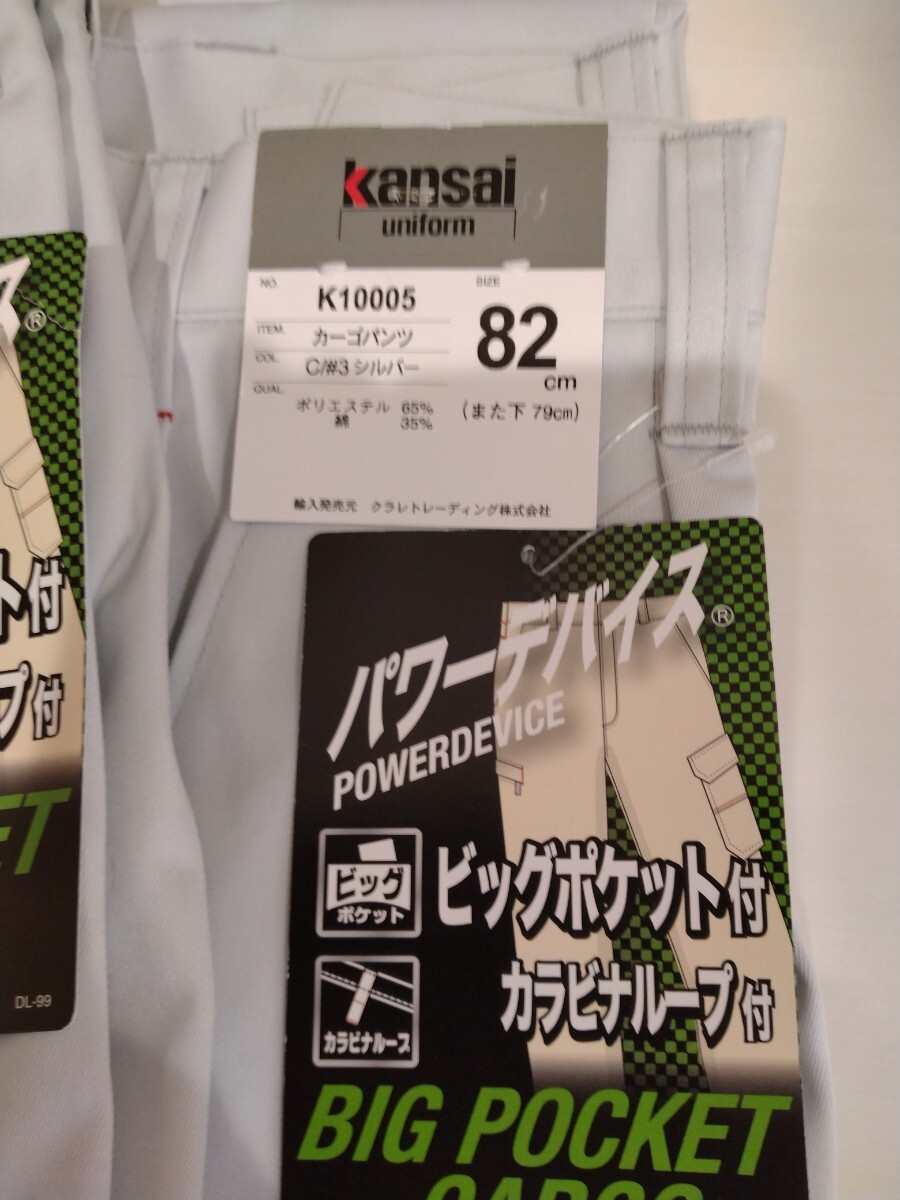 kansai
uniform
NO.
K10005
SIZE
82
cm
(また下 79cm)
ITEM.
カーゴパンツ
COL.
C/#3 シルバー
QUAL.
ポリエステル 65%
綿 35%
輸入発売元 クラレトレーディング株式会社
®
ト付
プ付
ET
DL-99
パワーデバイス®
POWERDEVICE
ビッグ
ポケット
ビッグポケット付
カラビナループ
カラビナループ付
BIG POCKET
CARGO